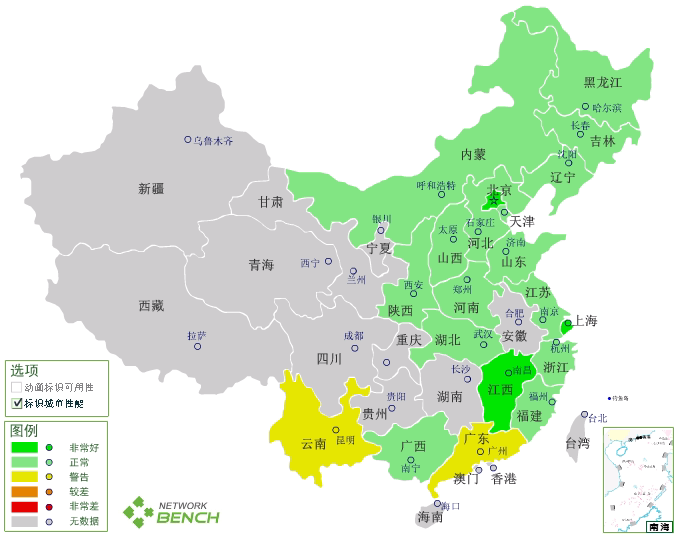 黑龙江
哈尔滨
长春
吉林
内蒙
沈阳
辽宁
乌鲁木齐
新疆
呼和浩特
北京
甘肃
银川
天津
石家庄
太原
河北
宁夏
济南
山西
山东
青海
西宁
兰州
西藏
西安
郑州
江苏
陕西
河南
合肥
南京
上海
拉萨
成都
重庆
湖北
武汉
安徽
杭州
四川
长沙
南昌
浙江
江西
贵阳
湖南
福州
贵州
福建
钓鱼岛
台北
云南
昆明
广西
广东
广州
台湾
南宁
澳门
香港
海口
海南
南海
选项
动画标识可用性
标识城市性能
图例
非常好
正常
警告
较差
非常差
无数据
NETWORK
BENCH